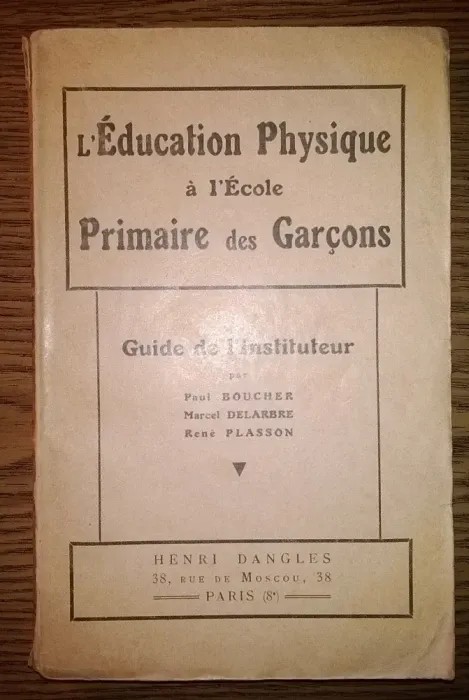 L'Éducation Physique
à l'École
Primaire des Garçons
Guide de l'Instituteur
par
Paul BOUCHER
Marcel DELARBRE
René PLASSON
HENRI DANGLES
38, RUE DE MOSCOU, 38
PARIS (8e)